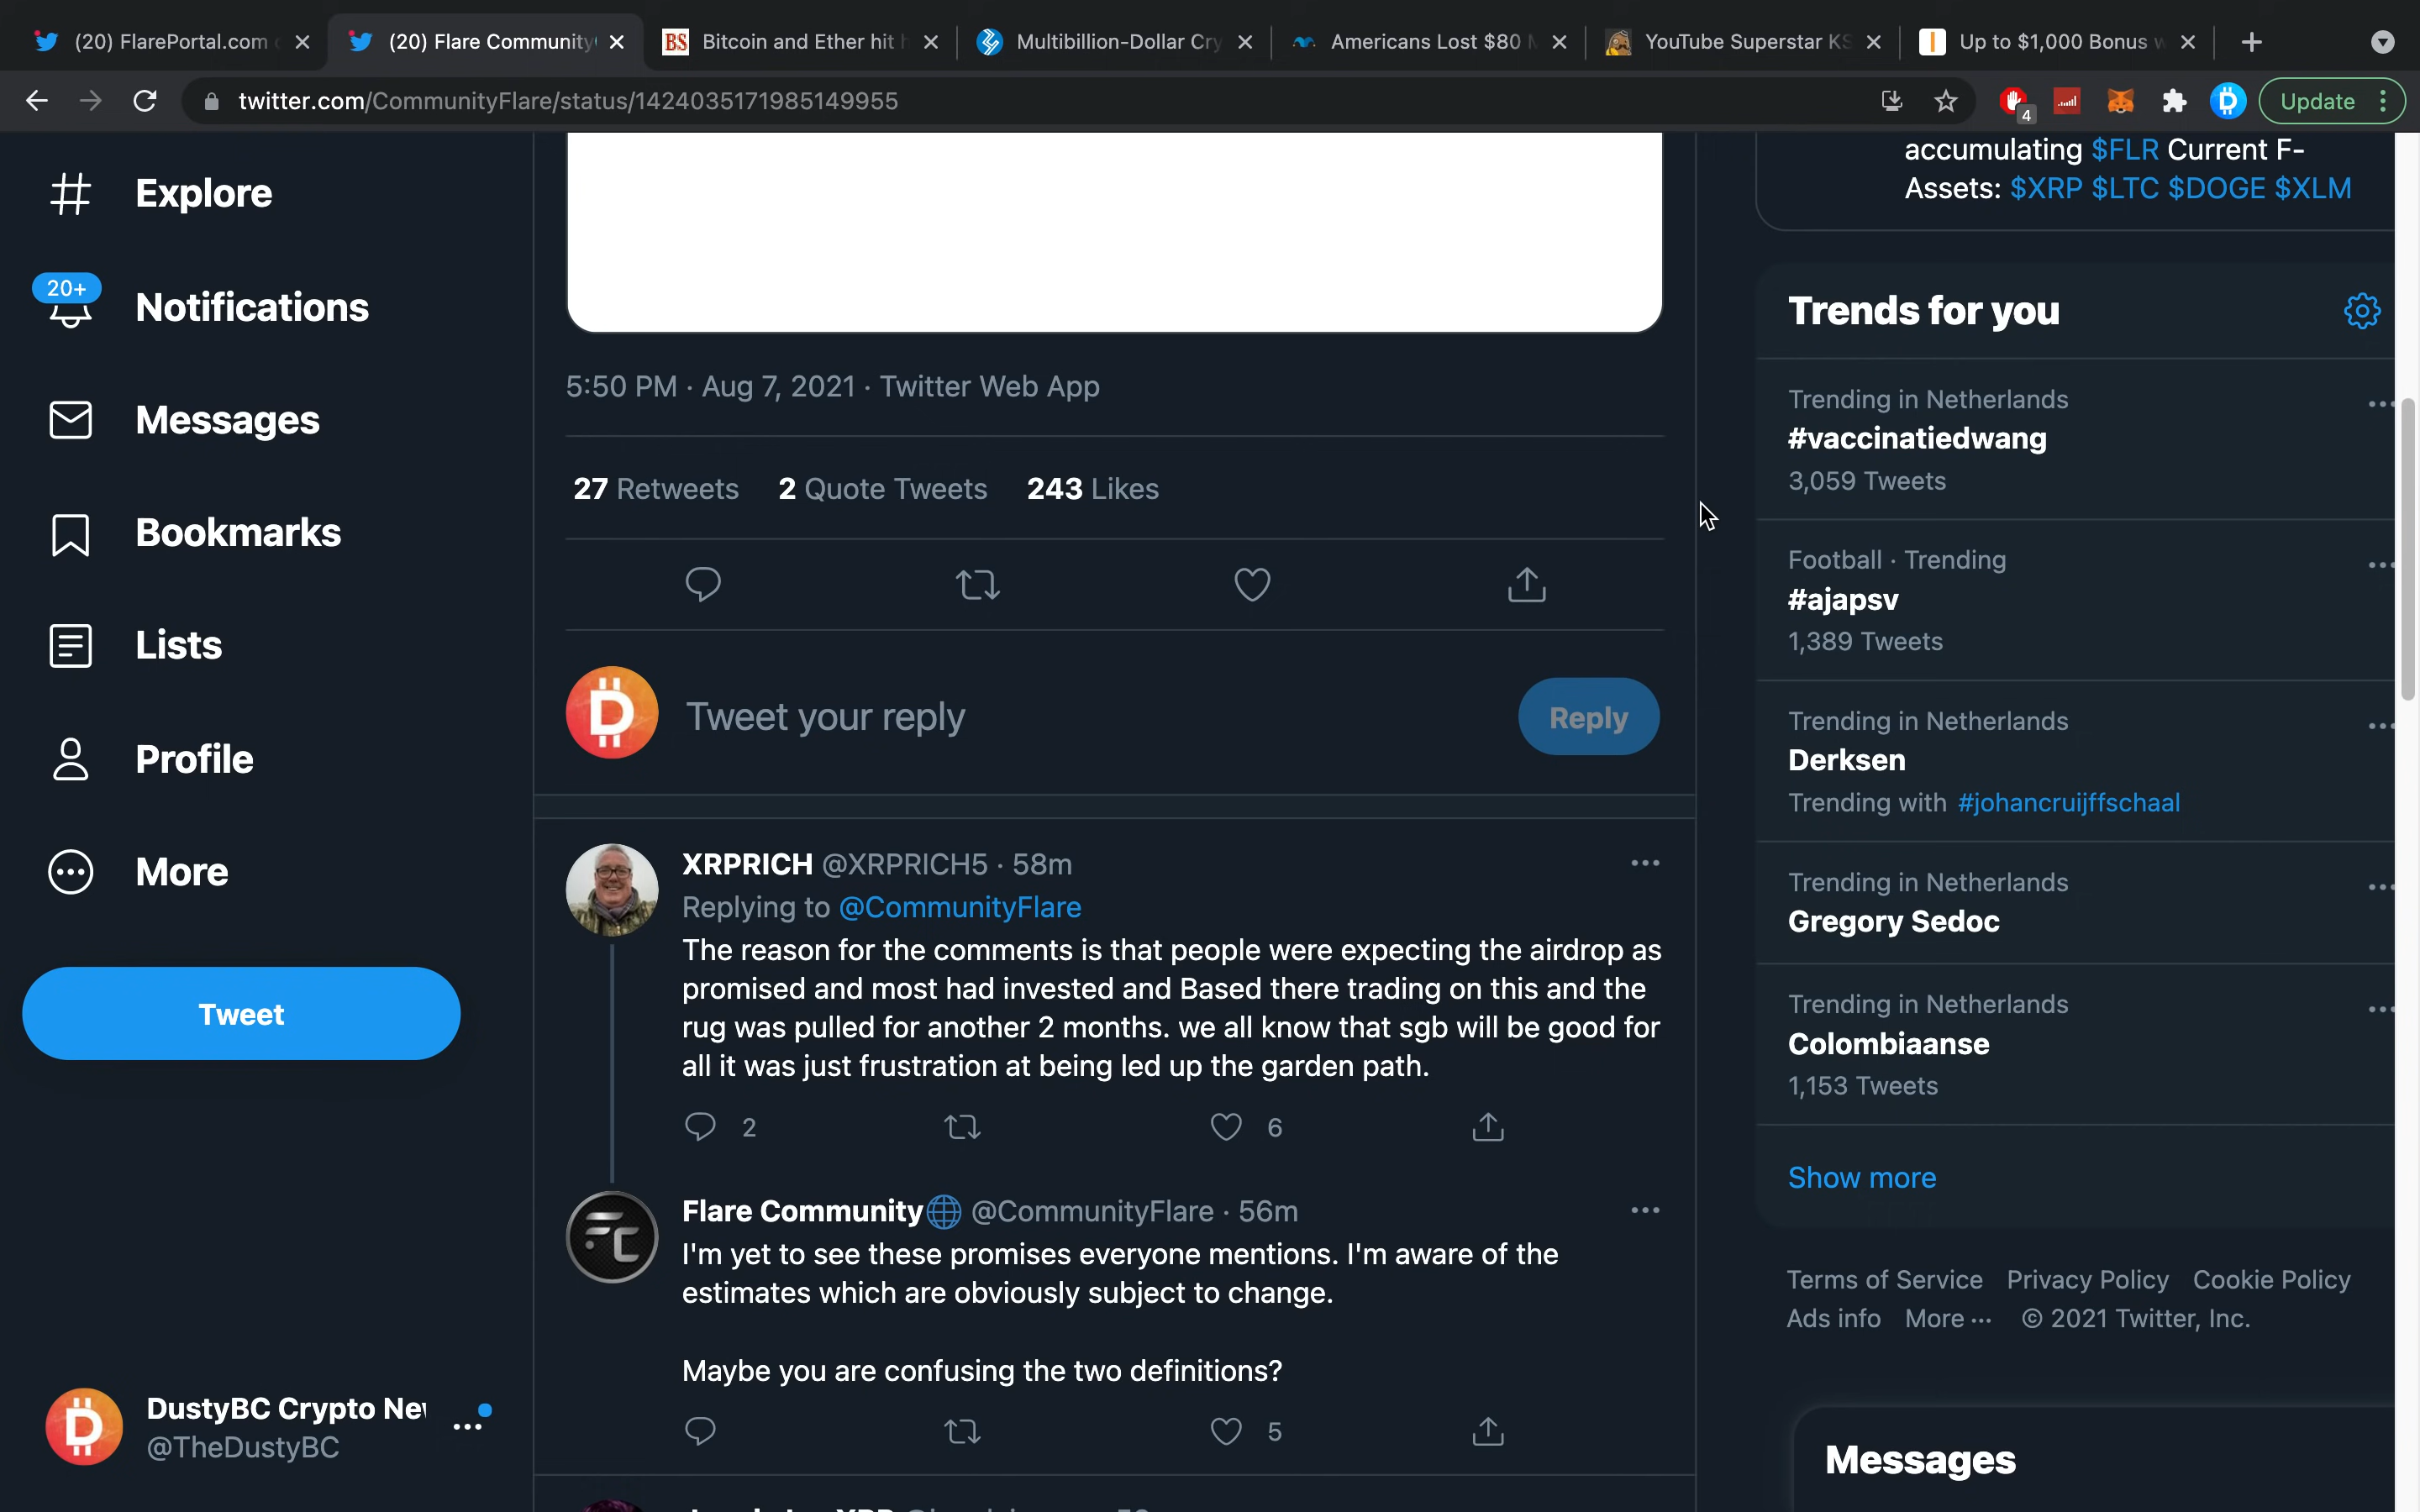 (20) FlarePortal.com
(20) Flare Community
Bitcoin and Ether hit
Multibillion-Dollar Cry
Americans Lost $80
YouTube Superstar KS
Up to $1,000 Bonus
twitter.com/CommunityFlare/status/1424035171985149955
4
Update
Explore
20+
Notifications
Messages
Bookmarks
Lists
Profile
More
Tweet
DustyBC Crypto
@TheDustyBC
5:50 PM · Aug 7, 2021 · Twitter Web App
27 Retweets 2 Quote Tweets 243 Likes
Tweet your reply
Reply
XRPRICH @XRPRICH5 · 58m
Replying to @CommunityFlare
The reason for the comments is that people were expecting the airdrop as
promised and most had invested and Based there trading on this and the
rug was pulled for another 2 months. we all know that sgb will be good for
all it was just frustration at being led up the garden path.
2
6
Flare Community @CommunityFlare · 56m
I'm yet to see these promises everyone mentions. I'm aware of the
estimates which are obviously subject to change.
Maybe you are confusing the two definitions?
5
accumulating $FLR Current F-
Assets: $XRP $LTC $DOGE $XLM
Trends for you
Trending in Netherlands
#vaccinatiedwang
3,059 Tweets
Football · Trending
#ajapsv
1,389 Tweets
Trending in Netherlands
Derksen
Trending with #johancruijffschaal
Trending in Netherlands
Gregory Sedoc
Trending in Netherlands
Colombiaanse
1,153 Tweets
Show more
Terms of Service Privacy Policy Cookie Policy
Ads info More ··· © 2021 Twitter, Inc.
Messages